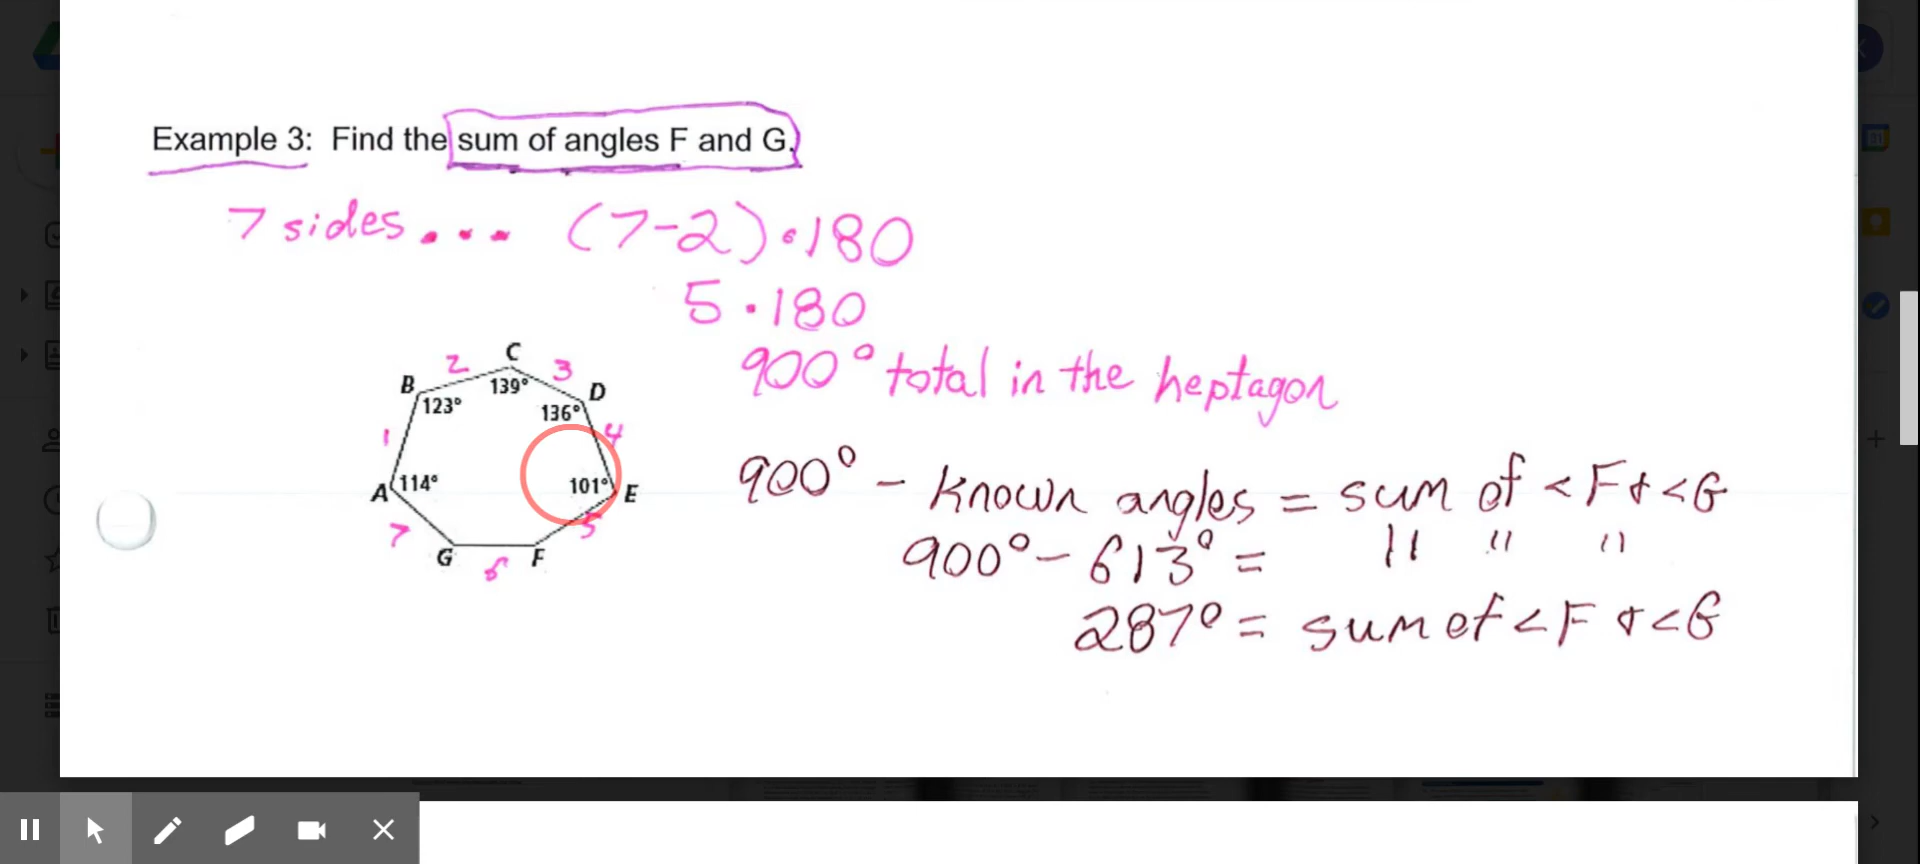 Example 3: Find the sum of angles F and G.
7 sides... (7-2)•180
5•180
900° total in the heptagon
2 C 3
B 139° D
123° 136°
1 4
A 114° 101° E
7 5
G 6 F
900° - known angles = sum of <F & <G
900° - 613° = " " "
287° = sum of <F & <G
31